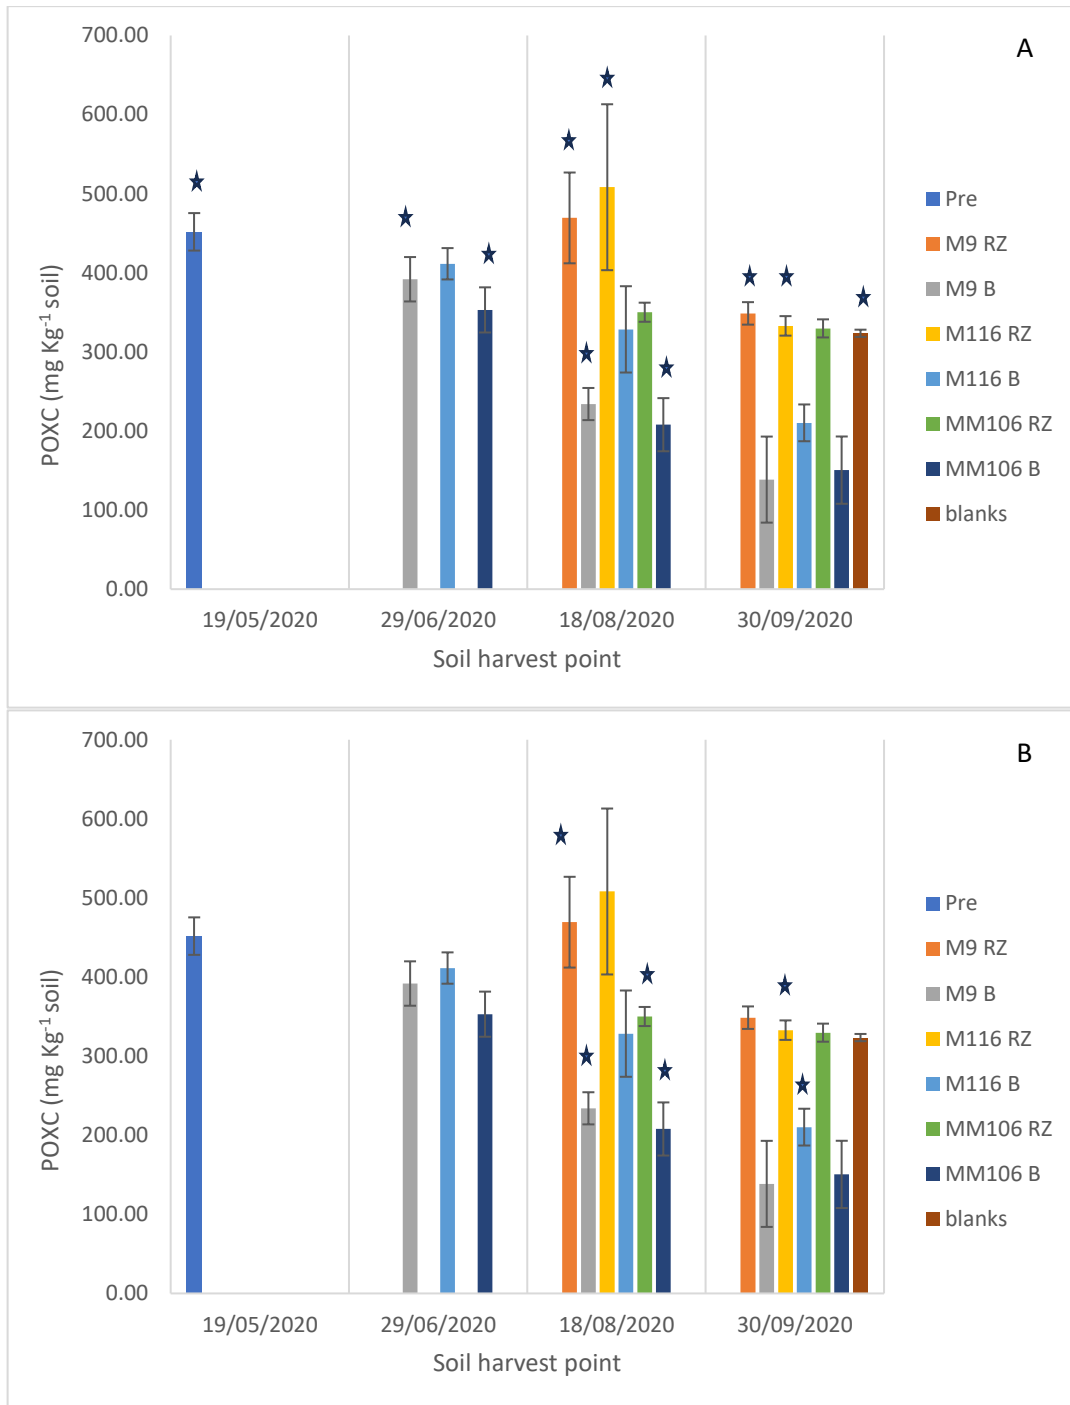 A
700.00
600.00
500.00
400.00
300.00
200.00
100.00
0.00
POXC (mg Kg⁻¹ soil)
19/05/2020 29/06/2020 18/08/2020 30/09/2020
Soil harvest point
Pre
M9 RZ
M9 B
M116 RZ
M116 B
MM106 RZ
MM106 B
blanks
B
700.00
600.00
500.00
400.00
300.00
200.00
100.00
0.00
POXC (mg Kg⁻¹ soil)
19/05/2020 29/06/2020 18/08/2020 30/09/2020
Soil harvest point
Pre
M9 RZ
M9 B
M116 RZ
M116 B
MM106 RZ
MM106 B
blanks